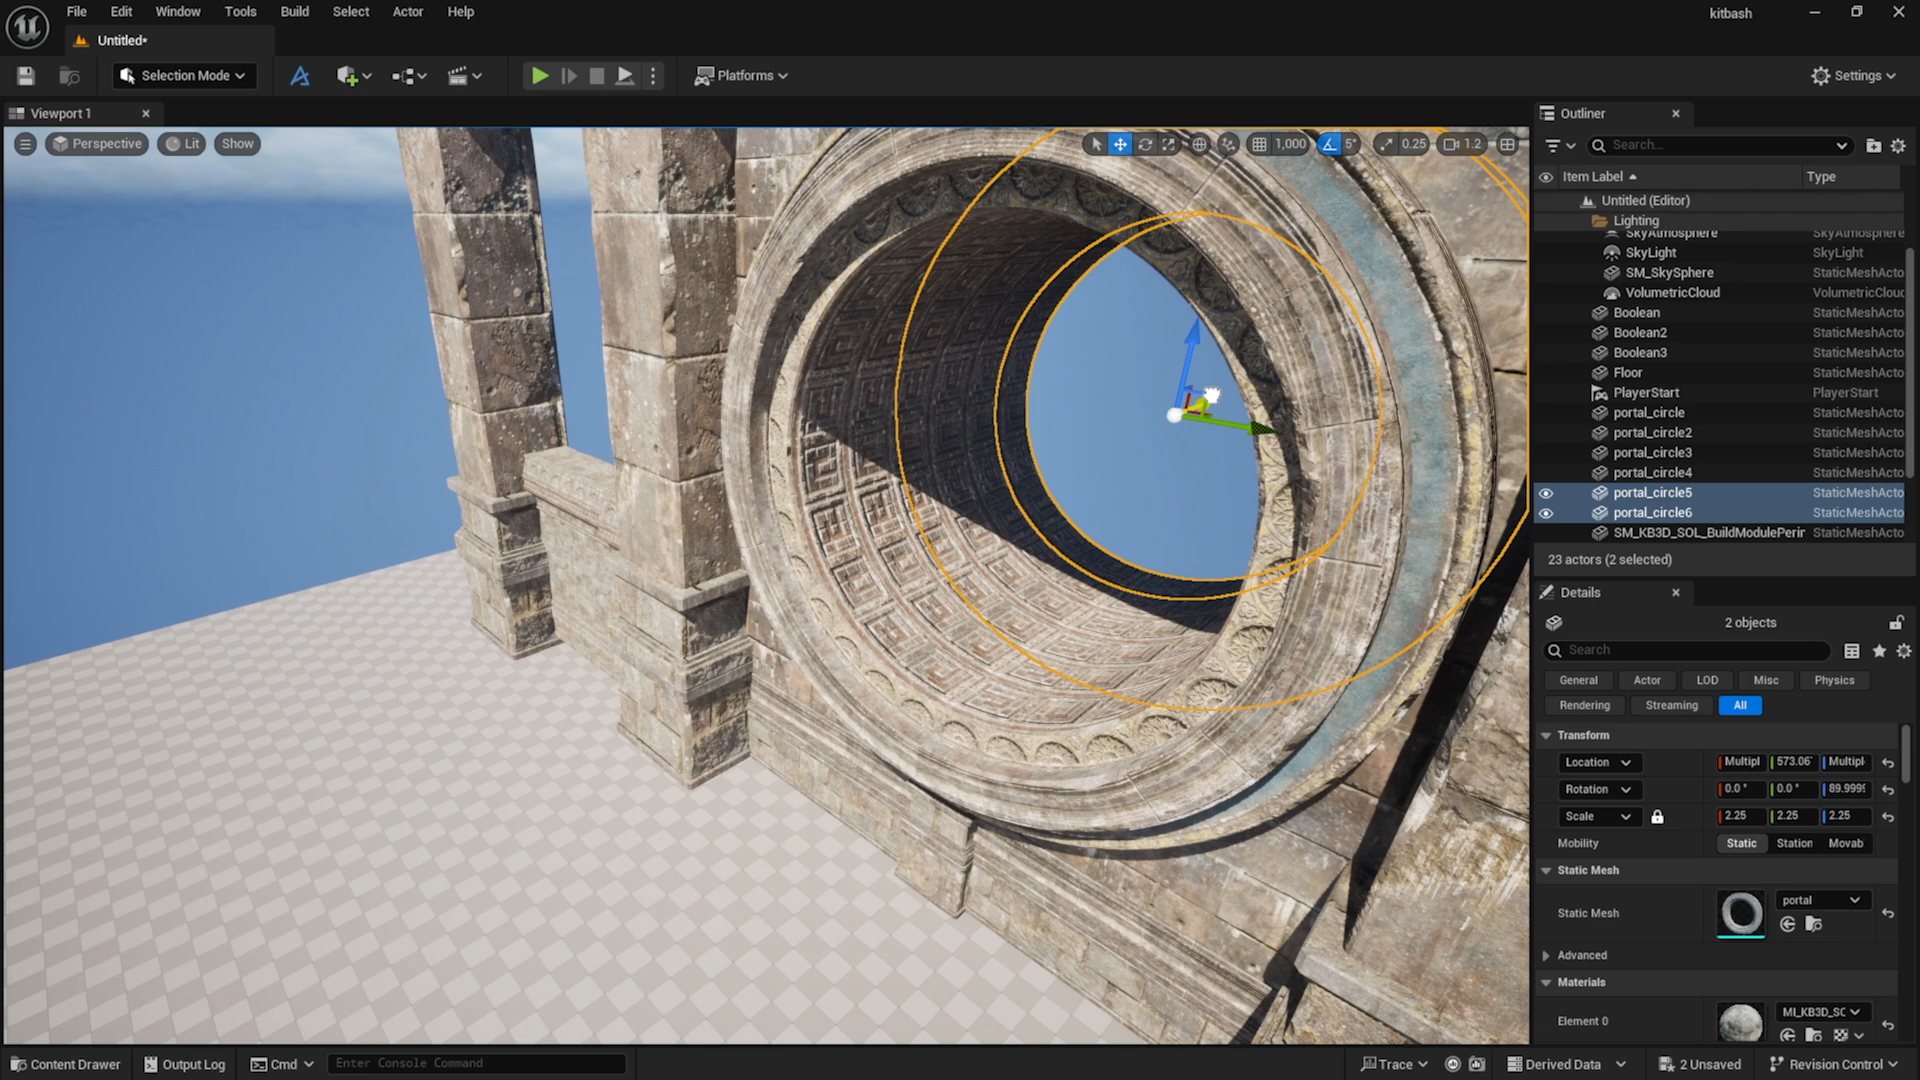 File Edit Window Tools Build Select Actor Help
kitbash
Untitled*
Selection Mode
Platforms
Settings
Viewport 1
Perspective Lit Show
1,000 5° 0.25 1.2
Outliner
Search...
Item Label Type
Untitled (Editor)
Lighting
SkyAtmosphere SkyAtmosphere
SkyLight SkyLight
SM_SkySphere StaticMeshActo
VolumetricCloud VolumetricCloud
Boolean StaticMeshActo
Boolean2 StaticMeshActo
Boolean3 StaticMeshActo
Floor StaticMeshActo
PlayerStart PlayerStart
portal_circle StaticMeshActo
portal_circle2 StaticMeshActo
portal_circle3 StaticMeshActo
portal_circle4 StaticMeshActo
portal_circle5 StaticMeshActo
portal_circle6 StaticMeshActo
SM_KB3D_SOL_BuildModulePerir StaticMeshActo
23 actors (2 selected)
Details
2 objects
Search
General Actor LOD Misc Physics
Rendering Streaming All
Transform
Location Multipl 573.06 Multipl
Rotation 0.0 ° 0.0 ° 89.9999
Scale 2.25 2.25 2.25
Mobility Static Station Movab
Static Mesh
Static Mesh portal
Advanced
Materials
Element 0 MI_KB3D_SC
Content Drawer Output Log Cmd Enter Console Command Trace Derived Data 2 Unsaved Revision Control